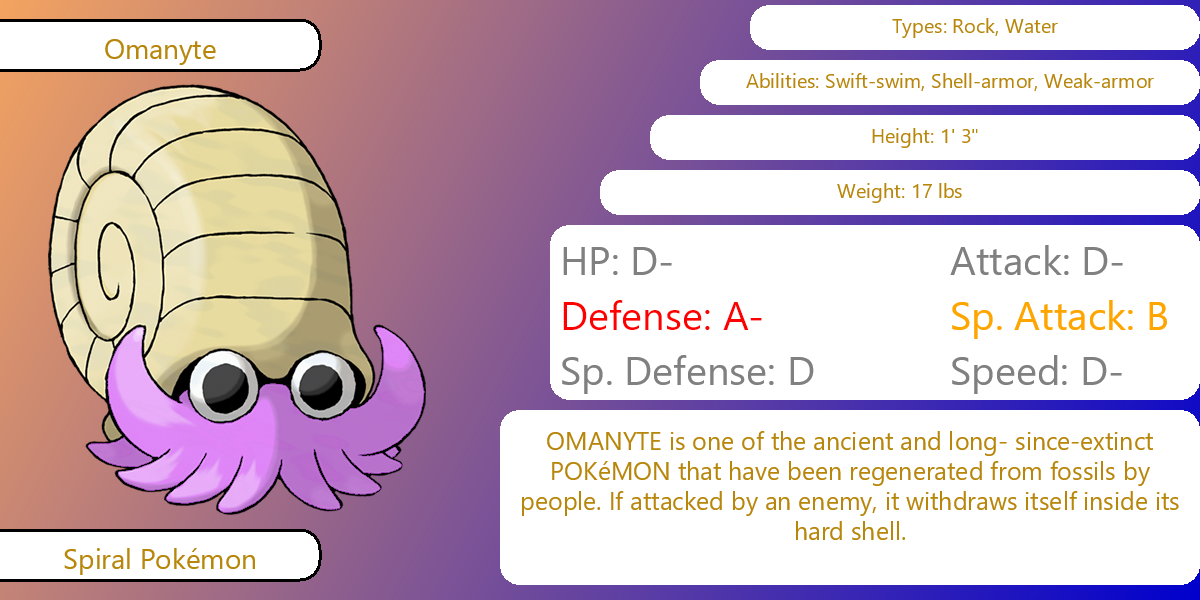 Omanyte
Types: Rock, Water
Abilities: Swift-swim, Shell-armor, Weak-armor
Height: 1' 3"
Weight: 17 lbs
HP: D-
Attack: D-
Defense: A-
Sp. Attack: B
Sp. Defense: D
Speed: D-
OMANYTE is one of the ancient and long- since-extinct
POKéMON that have been regenerated from fossils by
people. If attacked by an enemy, it withdraws itself inside its
hard shell.
Spiral Pokémon